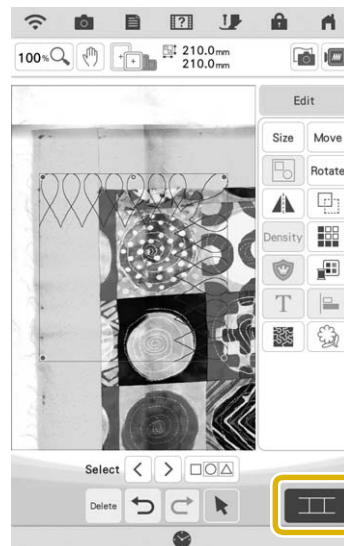 100%
210.0mm
210.0mm
Edit
Size Move
Rotate
Density
T
Select
Delete